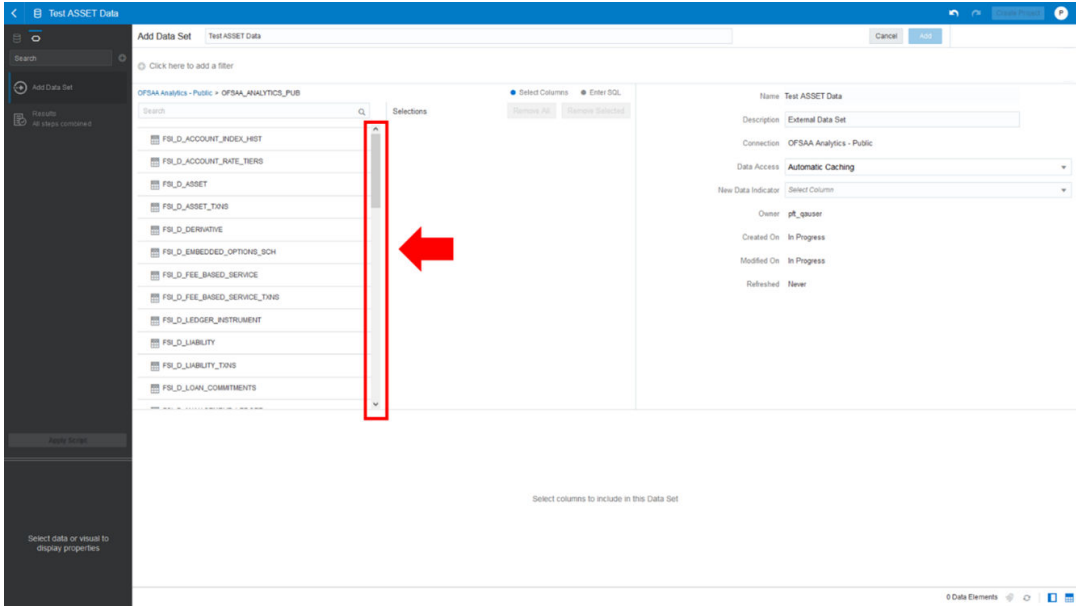 Test ASSET Data
Create Project
P
Search
Add Data Set
Results
All steps combined
Apply Script
Select data or visual to
display properties
Add Data Set
Test ASSET Data
Cancel
Add
Click here to add a filter
OFSAA Analytics - Public > OFSAA_ANALYTICS_PUB
Select Columns
Enter SQL
Search
Selections
Remove All
Remove Selected
FSI_D_ACCOUNT_INDEX_HIST
FSI_D_ACCOUNT_RATE_TIERS
FSI_D_ASSET
FSI_D_ASSET_TXNS
FSI_D_DERIVATIVE
FSI_D_EMBEDDED_OPTIONS_SCH
FSI_D_FEE_BASED_SERVICE
FSI_D_FEE_BASED_SERVICE_TXNS
FSI_D_LEDGER_INSTRUMENT
FSI_D_LIABILITY
FSI_D_LIABILITY_TXNS
FSI_D_LOAN_COMMITMENTS
Name Test ASSET Data
Description External Data Set
Connection OFSAA Analytics - Public
Data Access Automatic Caching
New Data Indicator Select Column
Owner pft_qauser
Created On In Progress
Modified On In Progress
Refreshed Never
Select columns to include in this Data Set
0 Data Elements